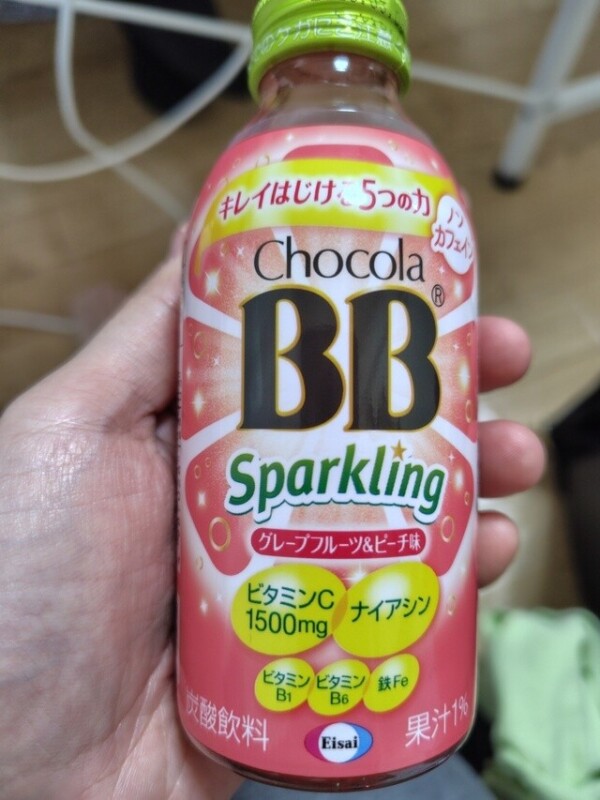 キレイはじける5つの力
ノン
カフェイン
Chocola
BB®
Sparkling
グレープフルーツ&ピーチ味
ビタミンC
1500mg
ナイアシン
ビタミン
B1
ビタミン
B6
鉄Fe
炭酸飲料
果汁1%
Eisai